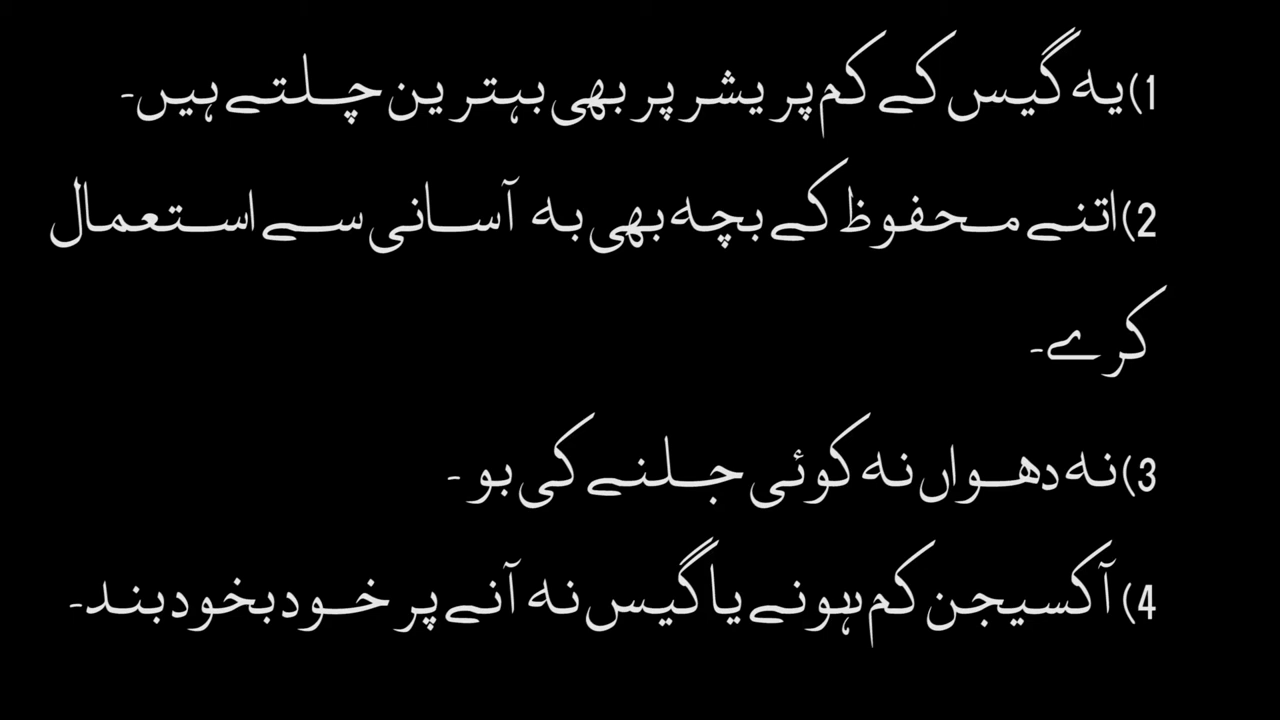 1) یہ گیس کے کم پریشر پر بھی بہترین چلتے ہیں۔
2) اتنے محفوظ کے بچہ بھی بہ آسانی سے استعمال
کرے۔
3) نہ دھواں نہ کوئی جلنے کی بو۔
4) آکسیجن کم ہونے یا گیس نہ آنے پر خود بخود بند۔